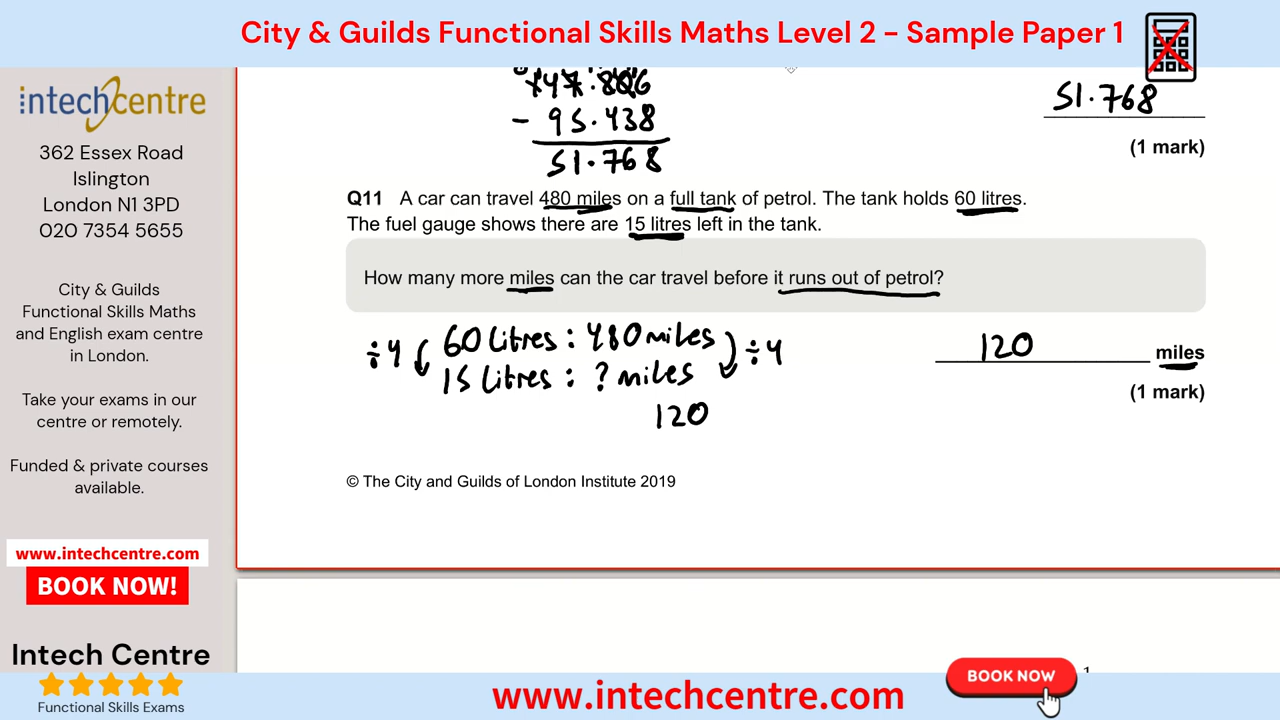 City & Guilds Functional Skills Maths Level 2 - Sample Paper 1
intech centre
362 Essex Road
Islington
London N1 3PD
020 7354 5655
City & Guilds
Functional Skills Maths
and English exam centre
in London.
Take your exams in our
centre or remotely.
Funded & private courses
available.
www.intechcentre.com
BOOK NOW!
Intech Centre
Functional Skills Exams
- 95.438
51.768
51.768
(1 mark)
Q11 A car can travel 480 miles on a full tank of petrol. The tank holds 60 litres.
The fuel gauge shows there are 15 litres left in the tank.
How many more miles can the car travel before it runs out of petrol?
÷4 60 litres : 480 miles ÷4
15 litres : ? miles
120
120 miles
(1 mark)
© The City and Guilds of London Institute 2019
www.intechcentre.com
BOOK NOW